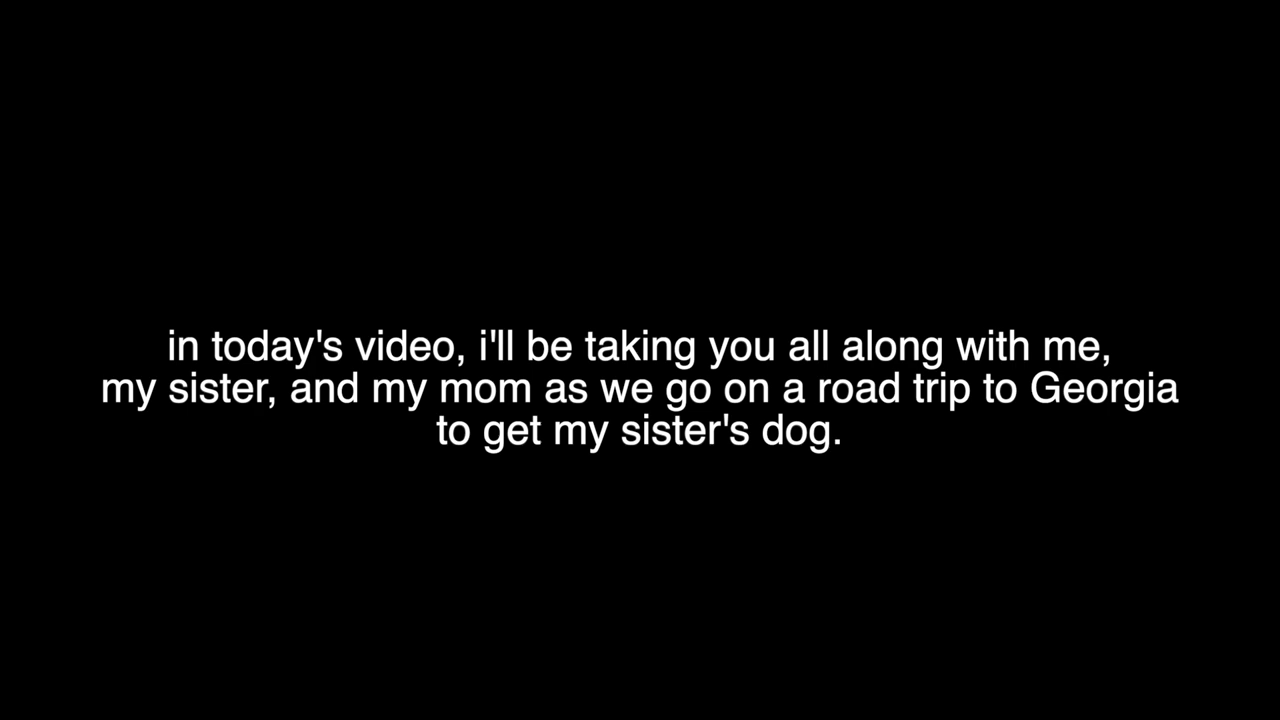 in today's video, i'll be taking you all along with me,
my sister, and my mom as we go on a road trip to Georgia
to get my sister's dog.